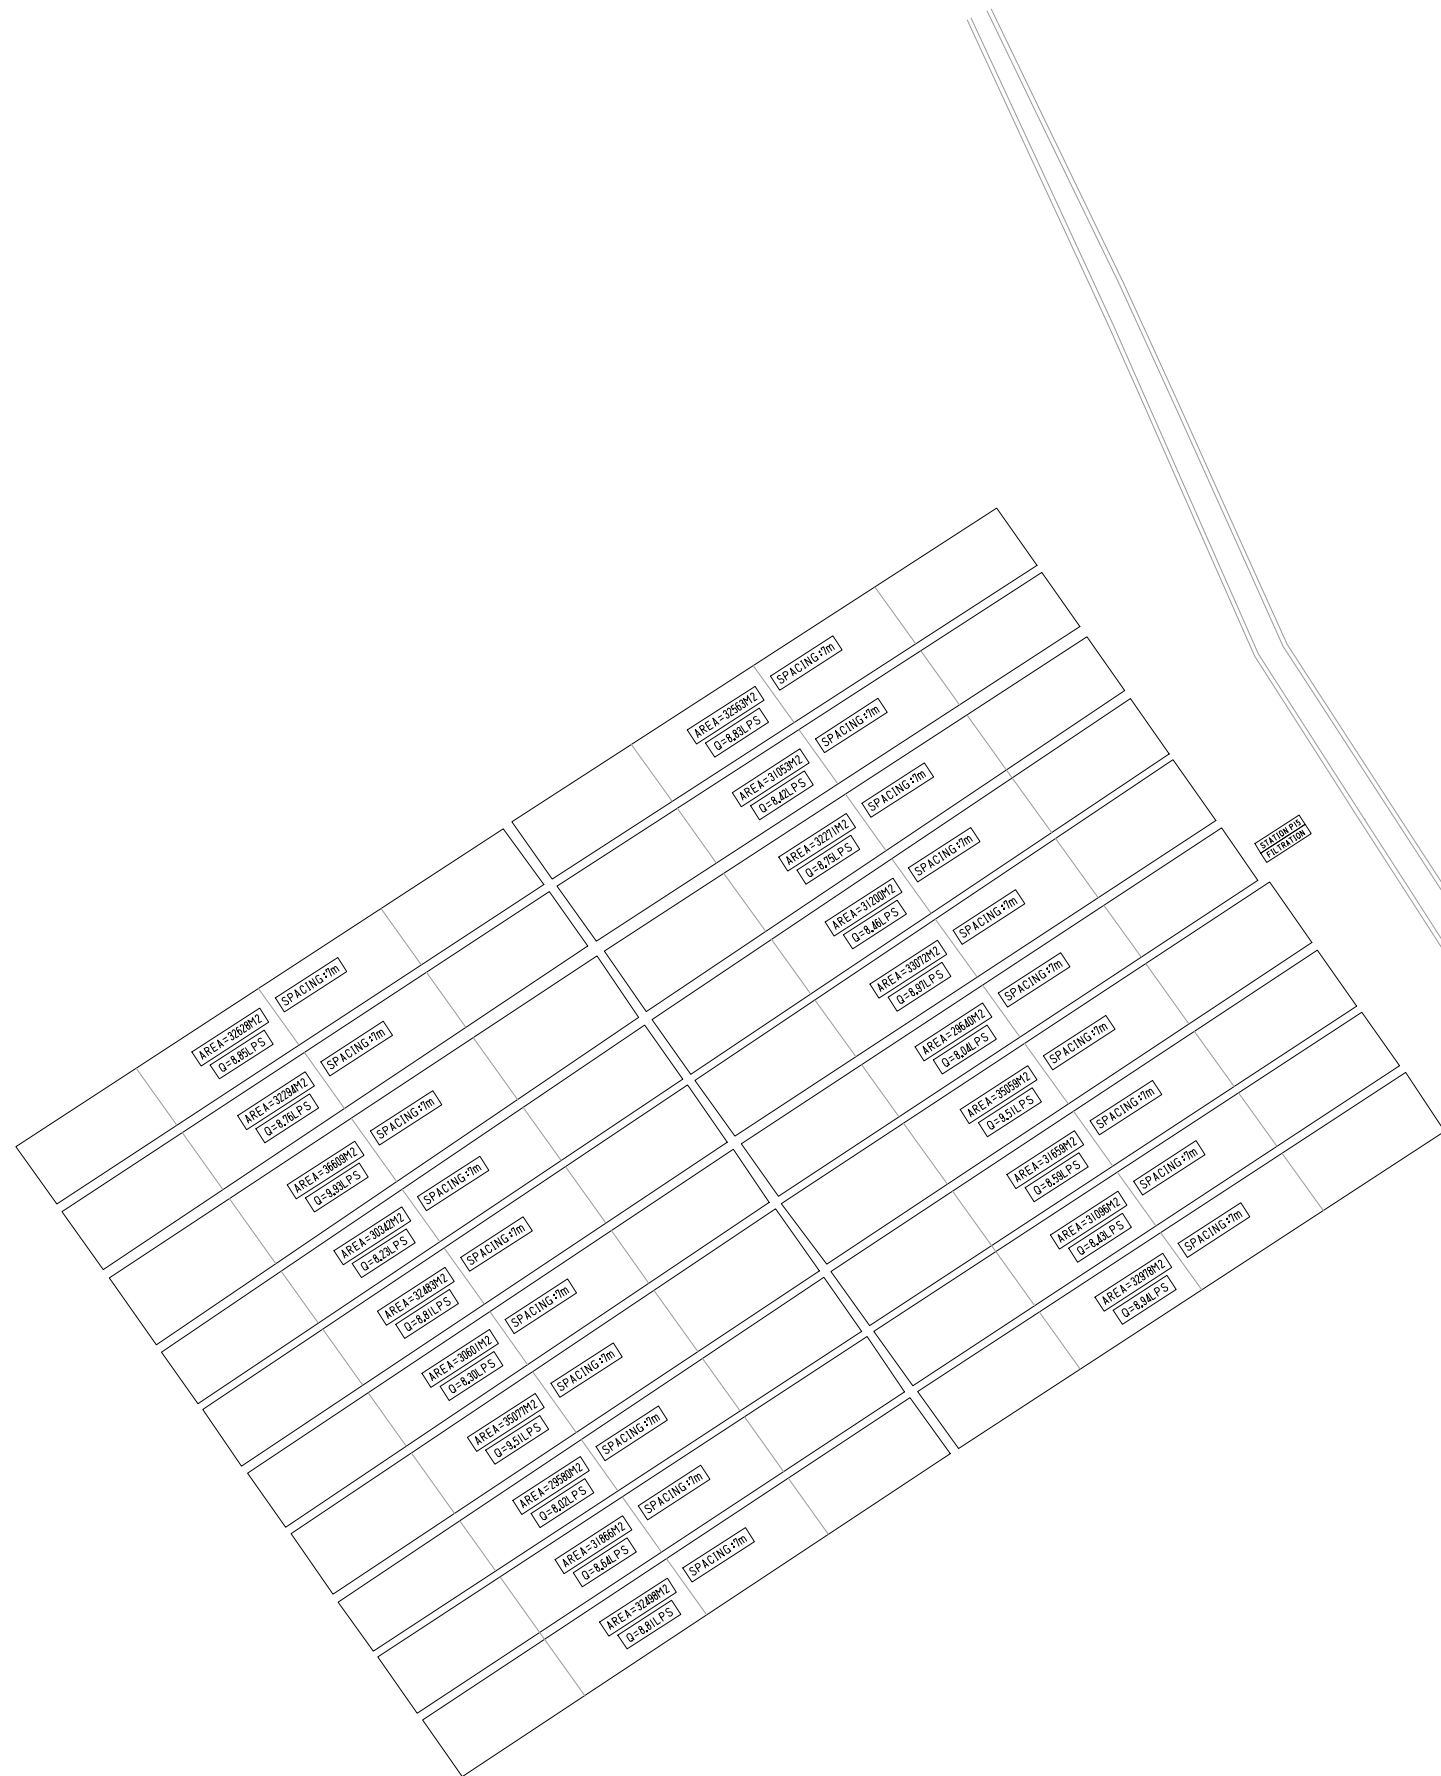 SPACING:7m
AREA=32563M2
Q=8.83LPS
SPACING:7m
AREA=31053M2
Q=8.42LPS
SPACING:7m
AREA=32271M2
Q=8.75LPS
SPACING:7m
AREA=31200M2
Q=8.46LPS
SPACING:7m
AREA=33072M2
Q=8.97LPS
SPACING:7m
AREA=29640M2
Q=8.04LPS
SPACING:7m
AREA=35059M2
Q=9.51LPS
SPACING:7m
AREA=31659M2
Q=8.59LPS
SPACING:7m
AREA=31096M2
Q=8.43LPS
SPACING:7m
AREA=32978M2
Q=8.94LPS
STATION P15
FILTRATION
SPACING:7m
AREA=32628M2
Q=8.85LPS
SPACING:7m
AREA=32294M2
Q=8.76LPS
SPACING:7m
AREA=36609M2
Q=9.93LPS
SPACING:7m
AREA=30342M2
Q=8.23LPS
SPACING:7m
AREA=32483M2
Q=8.81LPS
SPACING:7m
AREA=30601M2
Q=8.30LPS
SPACING:7m
AREA=35077M2
Q=9.51LPS
SPACING:7m
AREA=29580M2
Q=8.02LPS
SPACING:7m
AREA=31866M2
Q=8.64LPS
SPACING:7m
AREA=32498M2
Q=8.81LPS